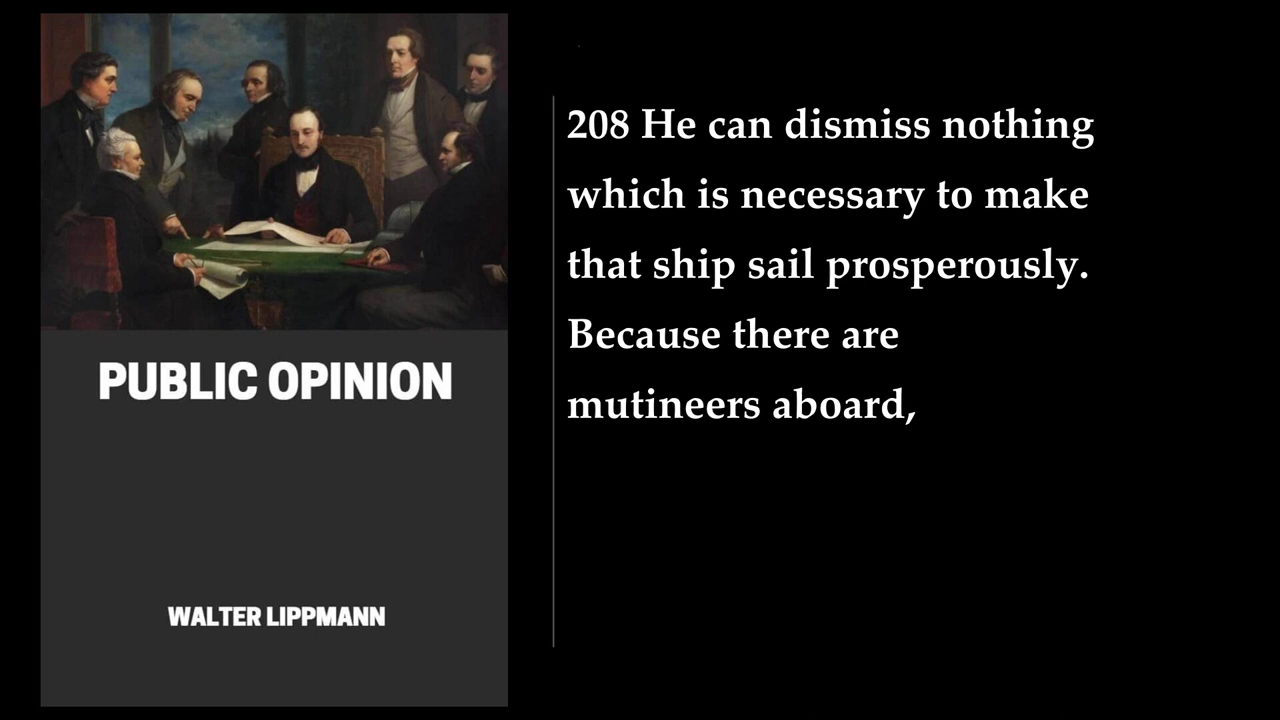 PUBLIC OPINION
WALTER LIPPMANN
208 He can dismiss nothing
which is necessary to make
that ship sail prosperously.
Because there are
mutineers aboard,